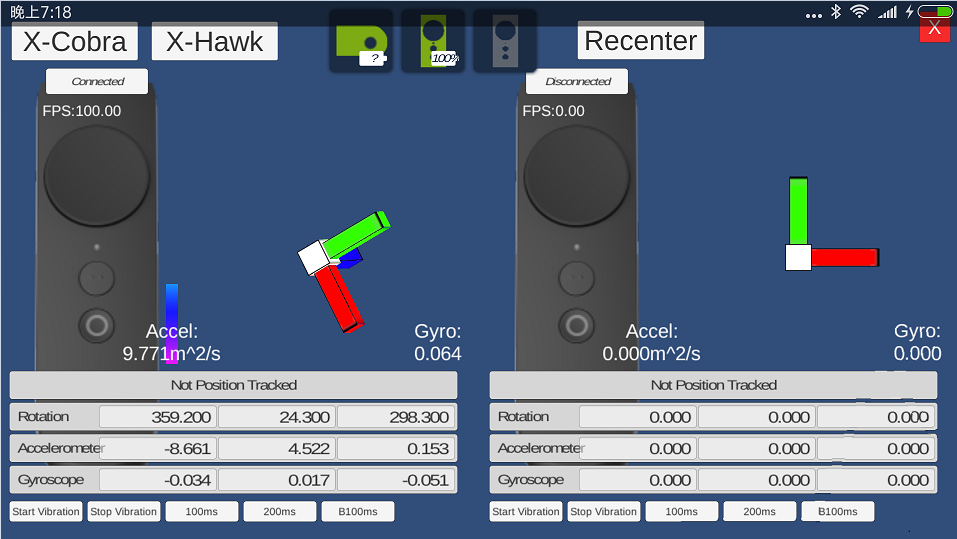 晚上7:18
X-Cobra X-Hawk ? 100% Recenter X
Connected Disconnected
FPS:100.00 FPS:0.00
Accel: Gyro: Accel: Gyro:
9.771m^2/s 0.064 0.000m^2/s 0.000
Not Position Tracked Not Position Tracked
Rotation 359.200 24.300 298.300 Rotation 0.000 0.000 0.000
Accelerometer -8.661 4.522 0.153 Accelerometer 0.000 0.000 0.000
Gyroscope -0.034 0.017 -0.051 Gyroscope 0.000 0.000 0.000
Start Vibration Stop Vibration 100ms 200ms B100ms Start Vibration Stop Vibration 100ms 200ms B100ms